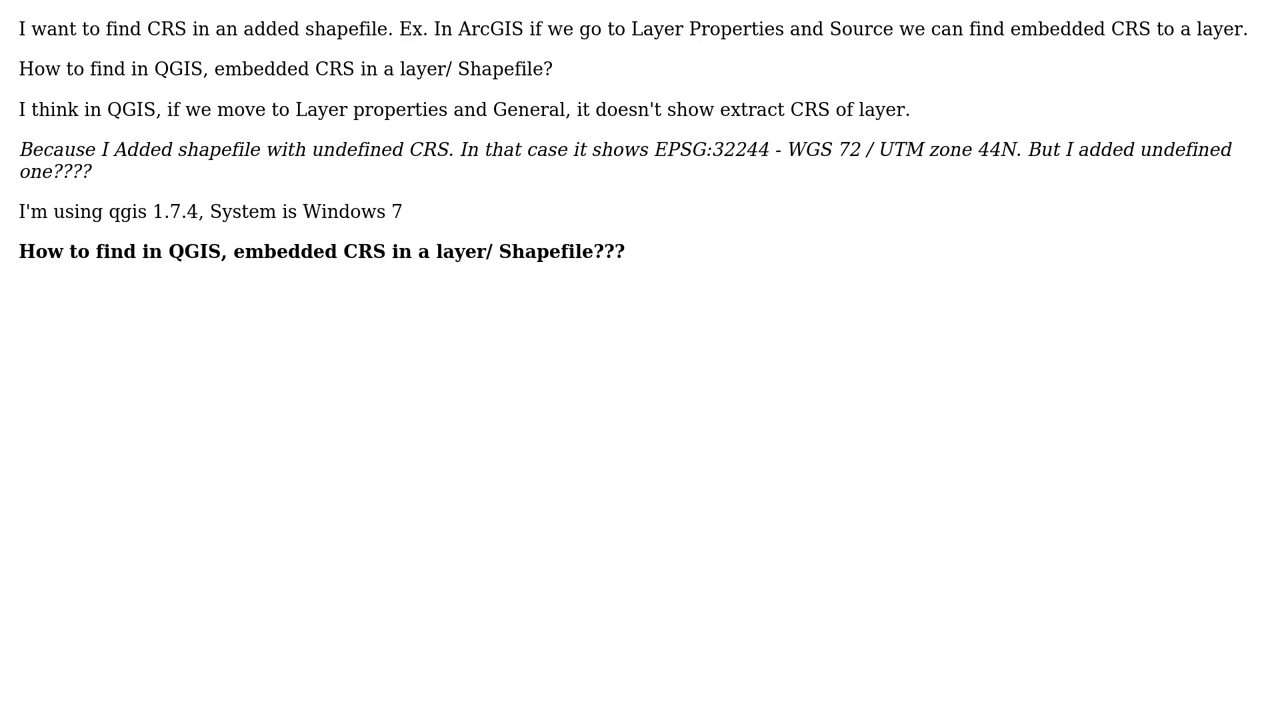 I want to find CRS in an added shapefile. Ex. In ArcGIS if we go to Layer Properties and Source we can find embedded CRS to a layer.
How to find in QGIS, embedded CRS in a layer/ Shapefile?
I think in QGIS, if we move to Layer properties and General, it doesn't show extract CRS of layer.
Because I Added shapefile with undefined CRS. In that case it shows EPSG:32244 - WGS 72 / UTM zone 44N. But I added undefined
one????
I'm using qgis 1.7.4, System is Windows 7
How to find in QGIS, embedded CRS in a layer/ Shapefile???